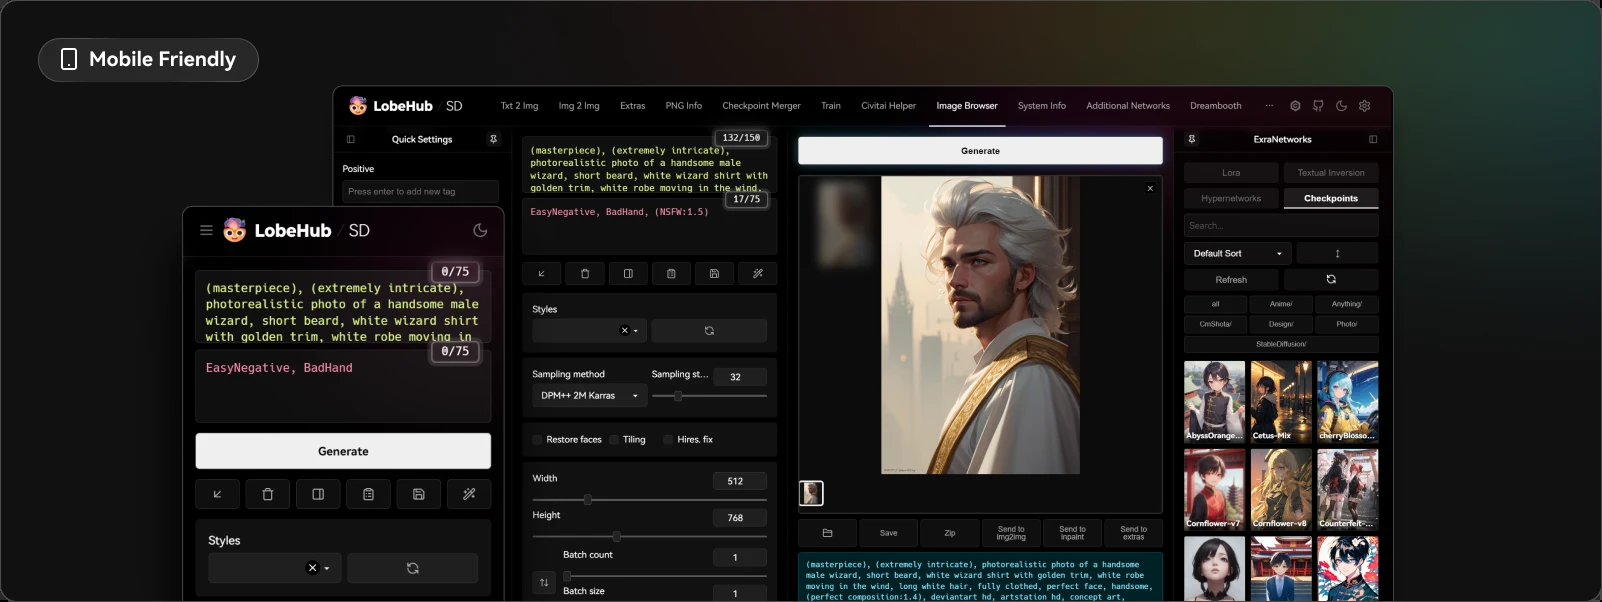 Mobile Friendly
LobeHub / SD
Txt 2 Img
Img 2 Img
Extras
PNG Info
Checkpoint Merger
Train
Civitai Helper
Image Browser
System Info
Additional Networks
Dreambooth
···
Quick Settings
Positive
Press enter to add new tag
LobeHub / SD
0/75
(masterpiece), (extremely intricate),
photorealistic photo of a handsome male
wizard, short beard, white wizard shirt
with golden trim, white robe moving in
0/75
EasyNegative, BadHand
Generate
Styles
132/150
(masterpiece), (extremely intricate),
photorealistic photo of a handsome male
wizard, short beard, white wizard shirt with
golden trim, white robe moving in the wind,
17/75
EasyNegative, BadHand, (NSFW:1.5)
Styles
Sampling method
Sampling st...
32
DPM++ 2M Karras
Restore faces
Tiling
Hires. fix
Width
512
Height
768
Batch count
1
Batch size
1
Generate
Save
Zip
Send to
img2img
Send to
inpaint
Send to
extras
(masterpiece), (extremely intricate), photorealistic photo of a handsome
male wizard, short beard, white wizard shirt with golden trim, white robe
moving in the wind, long white hair, fully clothed, perfect face, handsome,
(perfect composition:1.4), deviantart hd, artstation hd, concept art,
ExraNetworks
Lora
Textual Inversion
Hypernetworks
Checkpoints
Search...
Default Sort
Refresh
all
Anime/
Anything/
CmShota/
Design/
Photo/
StableDiffusion/
AbyssOrange...
Cetus-Mix
cherryBlosso...
Cornflower-v7
Cornflower-v8
Counterfeit-...